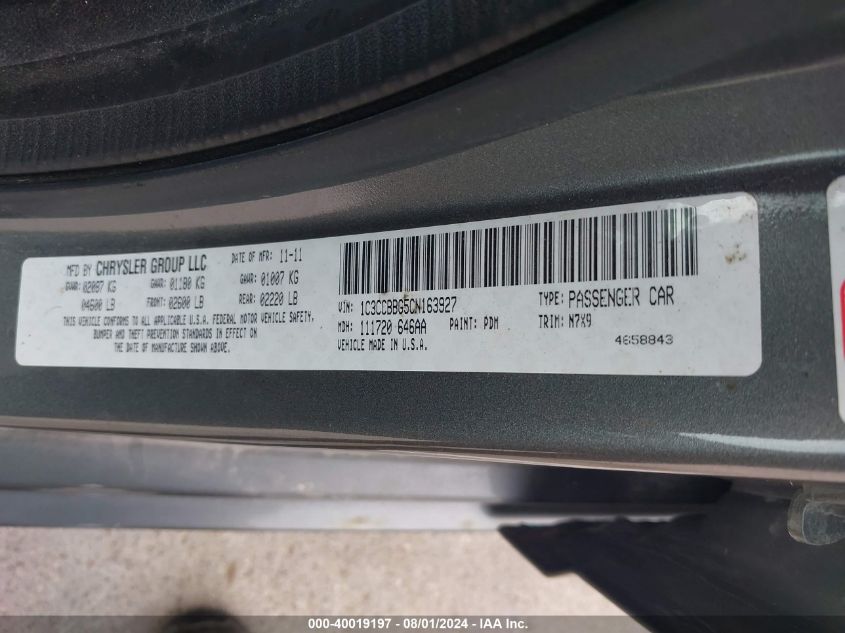 MFD BY CHRYSLER GROUP LLC DATE OF MFR 11-11
GVWR: 02087 KG GAWR: 01180 KG GAWR: 01007 KG
04600 LB FRONT: 02600 LB REAR: 02220 LB
THIS VEHICLE CONFORMS TO ALL APPLICABLE U.S.A. FEDERAL MOTOR VEHICLE SAFETY,
BUMPER AND THEFT PREVENTION STANDARDS IN EFFECT ON
THE DATE OF MANUFACTURE SHOWN ABOVE.
VIN: 1C3CCBBG5CN163927 TYPE: PASSENGER CAR
MDH: 111720 646AA PAINT: PDM TRIM: N7X9
VEHICLE MADE IN U.S.A. 4658843
000-40019197 - 08/01/2024 - IAA Inc.